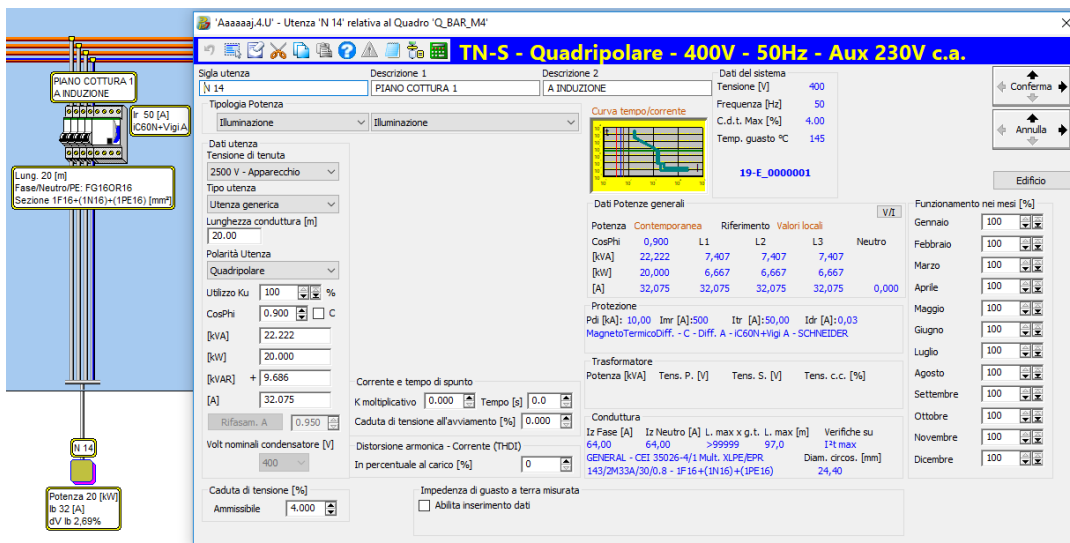 'Aaaaaaj.4.U' - Utenza 'N 14' relativa al Quadro 'Q_BAR_M4'
TN-S - Quadripolare - 400V - 50Hz - Aux 230V c.a.
PIANO COTTURA 1
A INDUZIONE
Ir 50 [A]
iC60N+Vigi A
Lung. 20 [m]
Fase/Neutro/PE: FG16OR16
Sezione 1F16+(1N16)+(1PE16) [mm²]
N 14
Potenza 20 [kW]
Ib 32 [A]
dV Ib 2,69%
Sigla utenza Descrizione 1 Descrizione 2
N 14 PIANO COTTURA 1 A INDUZIONE
Tipologia Potenza
Illuminazione Illuminazione
Dati utenza
Tensione di tenuta
2500 V - Apparecchio
Tipo utenza
Utenza generica
Lunghezza conduttura [m]
20.00
Polarità Utenza
Quadripolare
Utilizzo Ku 100 %
CosPhi 0.900 C
[kVA] 22.222
[kW] 20.000
[kVAR] + 9.686
[A] 32.075
Rifasam. A 0.950
Volt nominali condensatore [V]
400
Caduta di tensione [%]
Ammissibile 4.000
Corrente e tempo di spunto
K moltiplicativo 0.000 Tempo [s] 0.0
Caduta di tensione all'avviamento [%] 0.000
Distorsione armonica - Corrente (THDI)
In percentuale al carico [%] 0
Impedenza di guasto a terra misurata
Abilita inserimento dati
Curva tempo/corrente
Dati del sistema
Tensione [V] 400
Frequenza [Hz] 50
C.d.t. Max [%] 4.00
Temp. guasto ºC 145
19-E_0000001
Dati Potenze generali
V/I
Potenza Contemporanea Riferimento Valori locali
CosPhi 0,900 L1 L2 L3 Neutro
[kVA] 22,222 7,407 7,407 7,407
[kW] 20,000 6,667 6,667 6,667
[A] 32,075 32,075 32,075 32,075 0,000
Protezione
Pdi [kA]: 10,00 Imr [A]:500 Itr [A]:50,00 Idr [A]:0,03
MagnetoTermicoDiff. - C - Diff. A - iC60N+Vigi A - SCHNEIDER
Trasformatore
Potenza [kVA] Tens. P. [V] Tens. S. [V] Tens. c.c. [%]
Conduttura
Iz Fase [A] Iz Neutro [A] L. max x g.t. L. max [m] Verifiche su
64,00 64,00 >99999 97,0 I²t max
GENERAL - CEI 35026-4/1 Mult. XLPE/EPR Diam. circos. [mm]
143/2M33A/30/0.8 - 1F16+(1N16)+(1PE16) 24,40
Conferma
Annulla
Edificio
Funzionamento nei mesi [%]
Gennaio 100
Febbraio 100
Marzo 100
Aprile 100
Maggio 100
Giugno 100
Luglio 100
Agosto 100
Settembre 100
Ottobre 100
Novembre 100
Dicembre 100